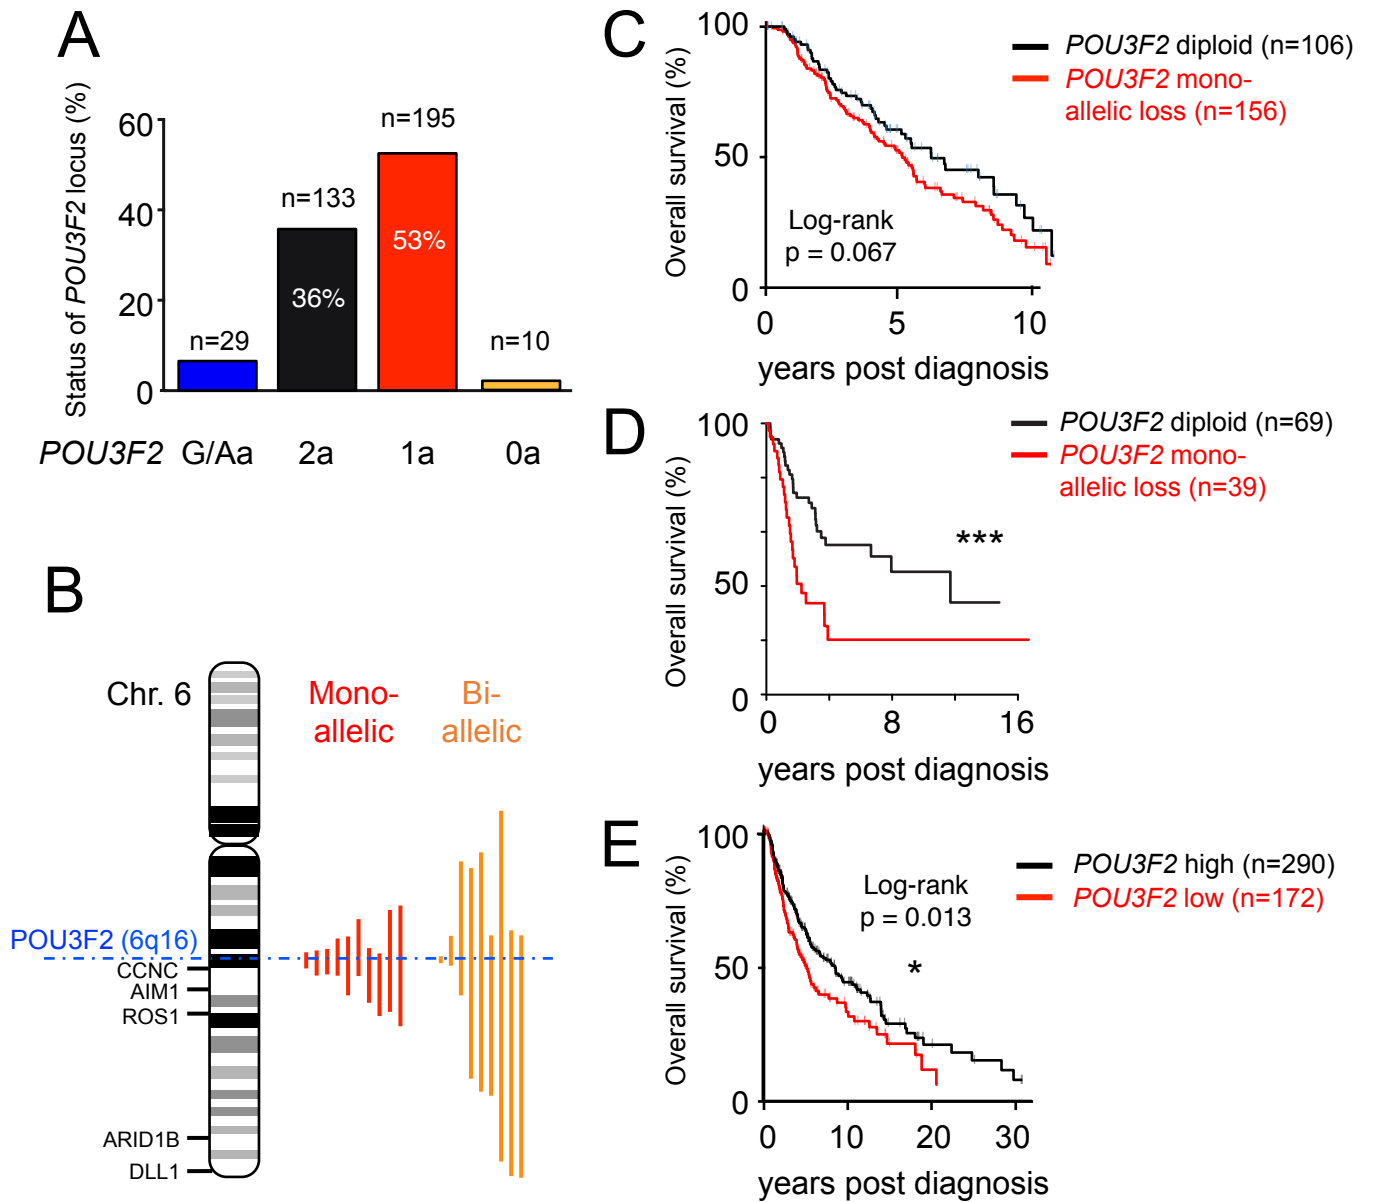 A
Status of POU3F2 locus (%)
60
40
20
0
n=29
n=133
n=195
n=10
36%
53%
POU3F2 G/Aa 2a 1a 0a
B
Chr. 6
Mono-
allelic
Bi-
allelic
POU3F2 (6q16)
CCNC
AIM1
ROS1
ARID1B
DLL1
C
Overall survival (%)
100
50
0
0 5 10
years post diagnosis
Log-rank
p = 0.067
POU3F2 diploid (n=106)
POU3F2 mono-
allelic loss (n=156)
D
Overall survival (%)
100
50
0
0 8 16
years post diagnosis
***
POU3F2 diploid (n=69)
POU3F2 mono-
allelic loss (n=39)
E
Overall survival (%)
100
50
0
0 10 20 30
years post diagnosis
Log-rank
p = 0.013
*
POU3F2 high (n=290)
POU3F2 low (n=172)